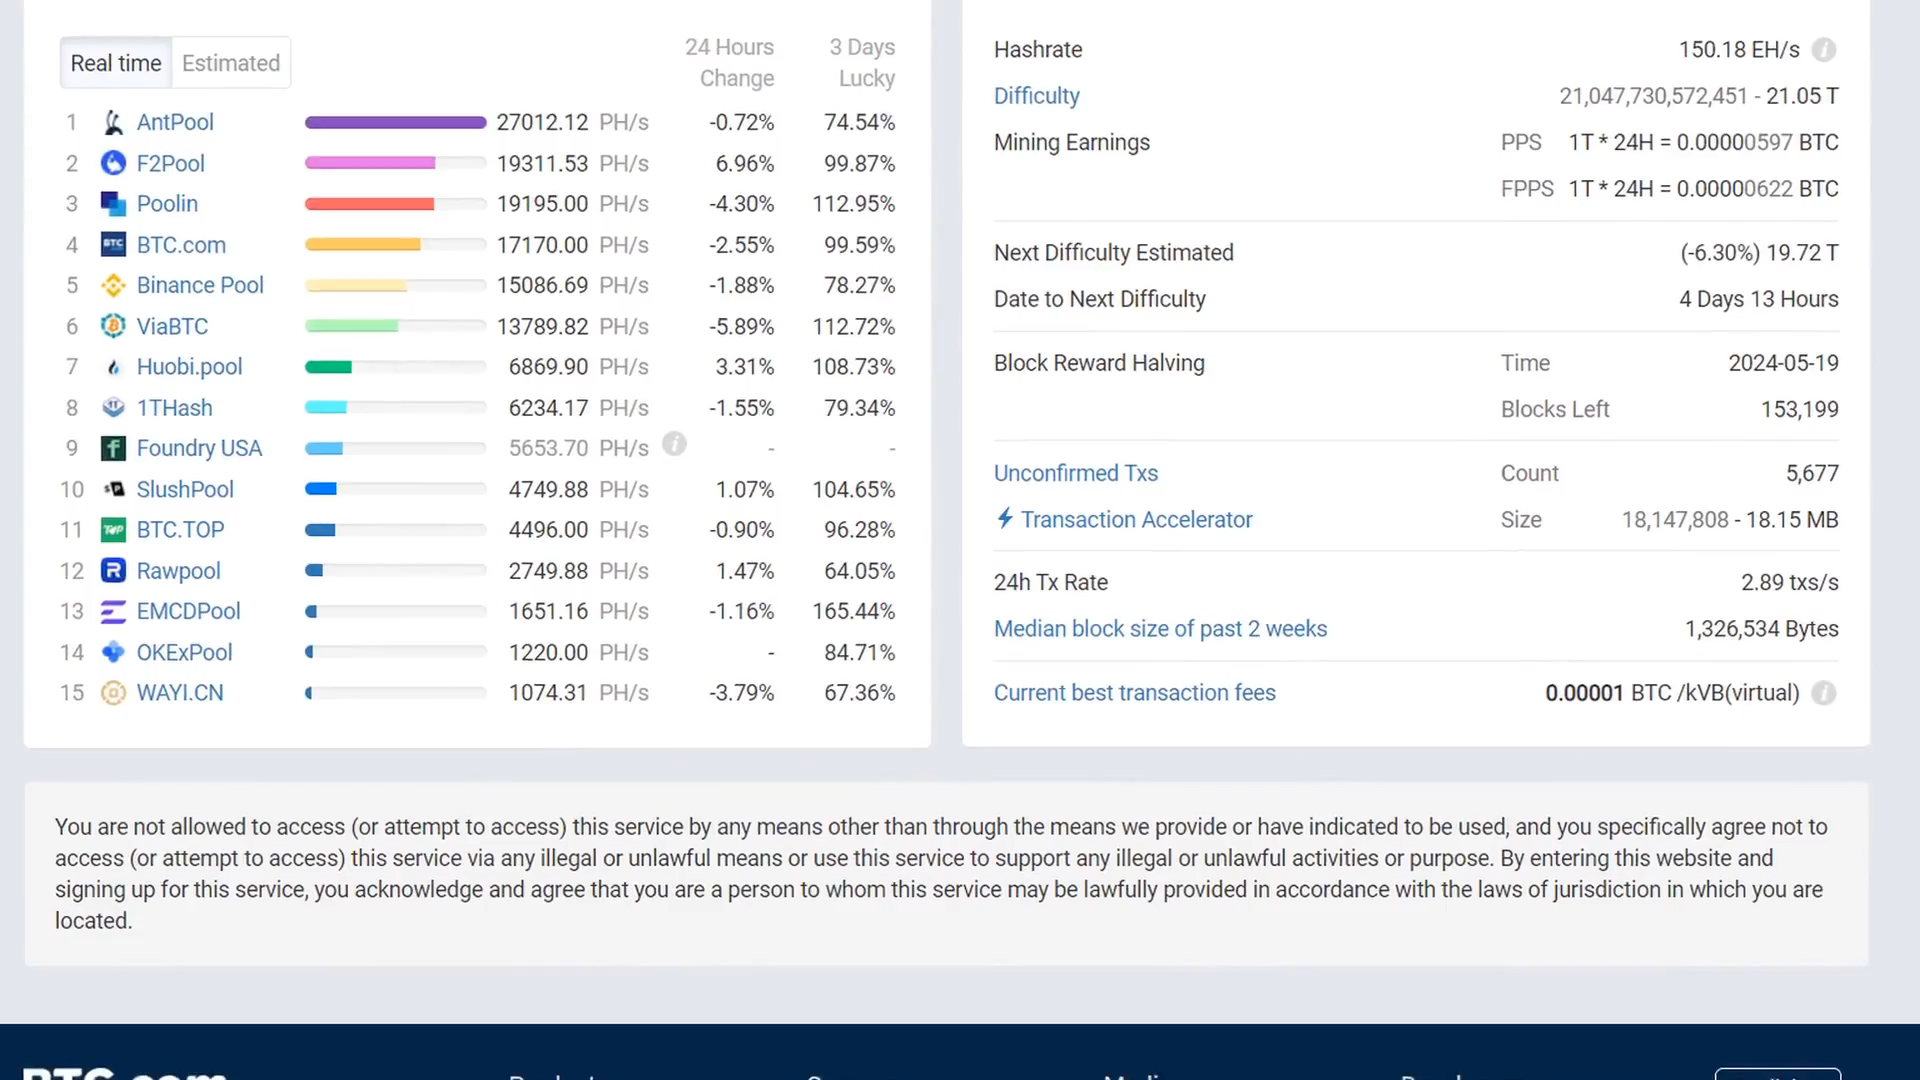 Real time Estimated
24 Hours Change
3 Days Lucky
1 AntPool 27012.12 PH/s -0.72% 74.54%
2 F2Pool 19311.53 PH/s 6.96% 99.87%
3 Poolin 19195.00 PH/s -4.30% 112.95%
4 BTC.com 17170.00 PH/s -2.55% 99.59%
5 Binance Pool 15086.69 PH/s -1.88% 78.27%
6 ViaBTC 13789.82 PH/s -5.89% 112.72%
7 Huobi.pool 6869.90 PH/s 3.31% 108.73%
8 1THash 6234.17 PH/s -1.55% 79.34%
9 Foundry USA 5653.70 PH/s - -
10 SlushPool 4749.88 PH/s 1.07% 104.65%
11 BTC.TOP 4496.00 PH/s -0.90% 96.28%
12 Rawpool 2749.88 PH/s 1.47% 64.05%
13 EMCDPool 1651.16 PH/s -1.16% 165.44%
14 OKExPool 1220.00 PH/s - 84.71%
15 WAYI.CN 1074.31 PH/s -3.79% 67.36%
Hashrate 150.18 EH/s
Difficulty 21,047,730,572,451 - 21.05 T
Mining Earnings PPS 1T * 24H = 0.00000597 BTC
FPPS 1T * 24H = 0.00000622 BTC
Next Difficulty Estimated (-6.30%) 19.72 T
Date to Next Difficulty 4 Days 13 Hours
Block Reward Halving Time 2024-05-19
Blocks Left 153,199
Unconfirmed Txs Count 5,677
Transaction Accelerator Size 18,147,808 - 18.15 MB
24h Tx Rate 2.89 txs/s
Median block size of past 2 weeks 1,326,534 Bytes
Current best transaction fees 0.00001 BTC /kVB(virtual)
You are not allowed to access (or attempt to access) this service by any means other than through the means we provide or have indicated to be used, and you specifically agree not to
access (or attempt to access) this service via any illegal or unlawful means or use this service to support any illegal or unlawful activities or purpose. By entering this website and
signing up for this service, you acknowledge and agree that you are a person to whom this service may be lawfully provided in accordance with the laws of jurisdiction in which you are
located.
BTC.com